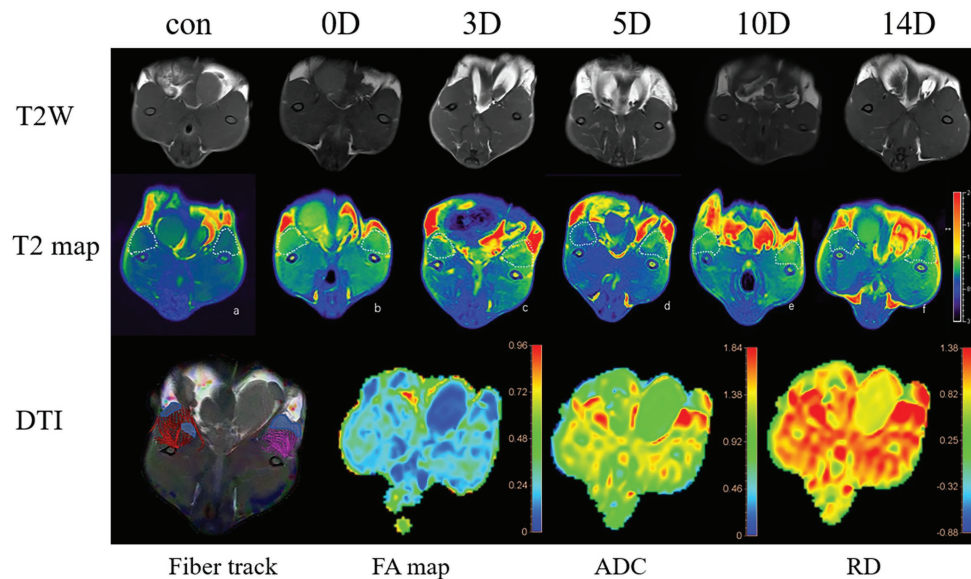 con 0D 3D 5D 10D 14D
T2W
T2 map
a b c d e f
DTI
0.96 1.84 1.38
0.72 1.38 0.82
0.48 0.92 0.25
0.24 0.46 -0.32
0 0 -0.88
Fiber track FA map ADC RD